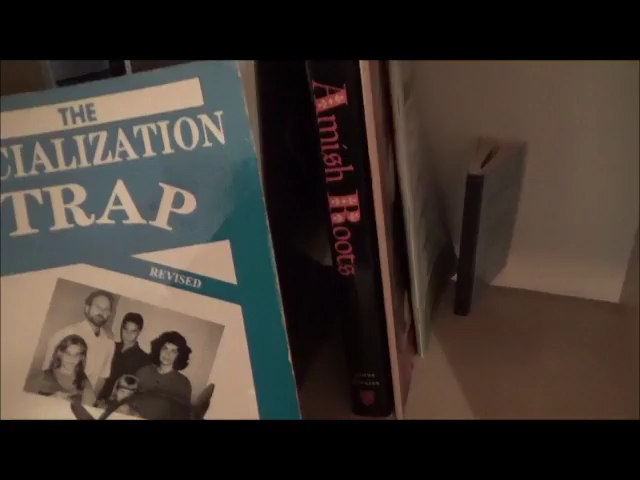 THE
CIALIZATION
TRAP
REVISED
Amish Roots